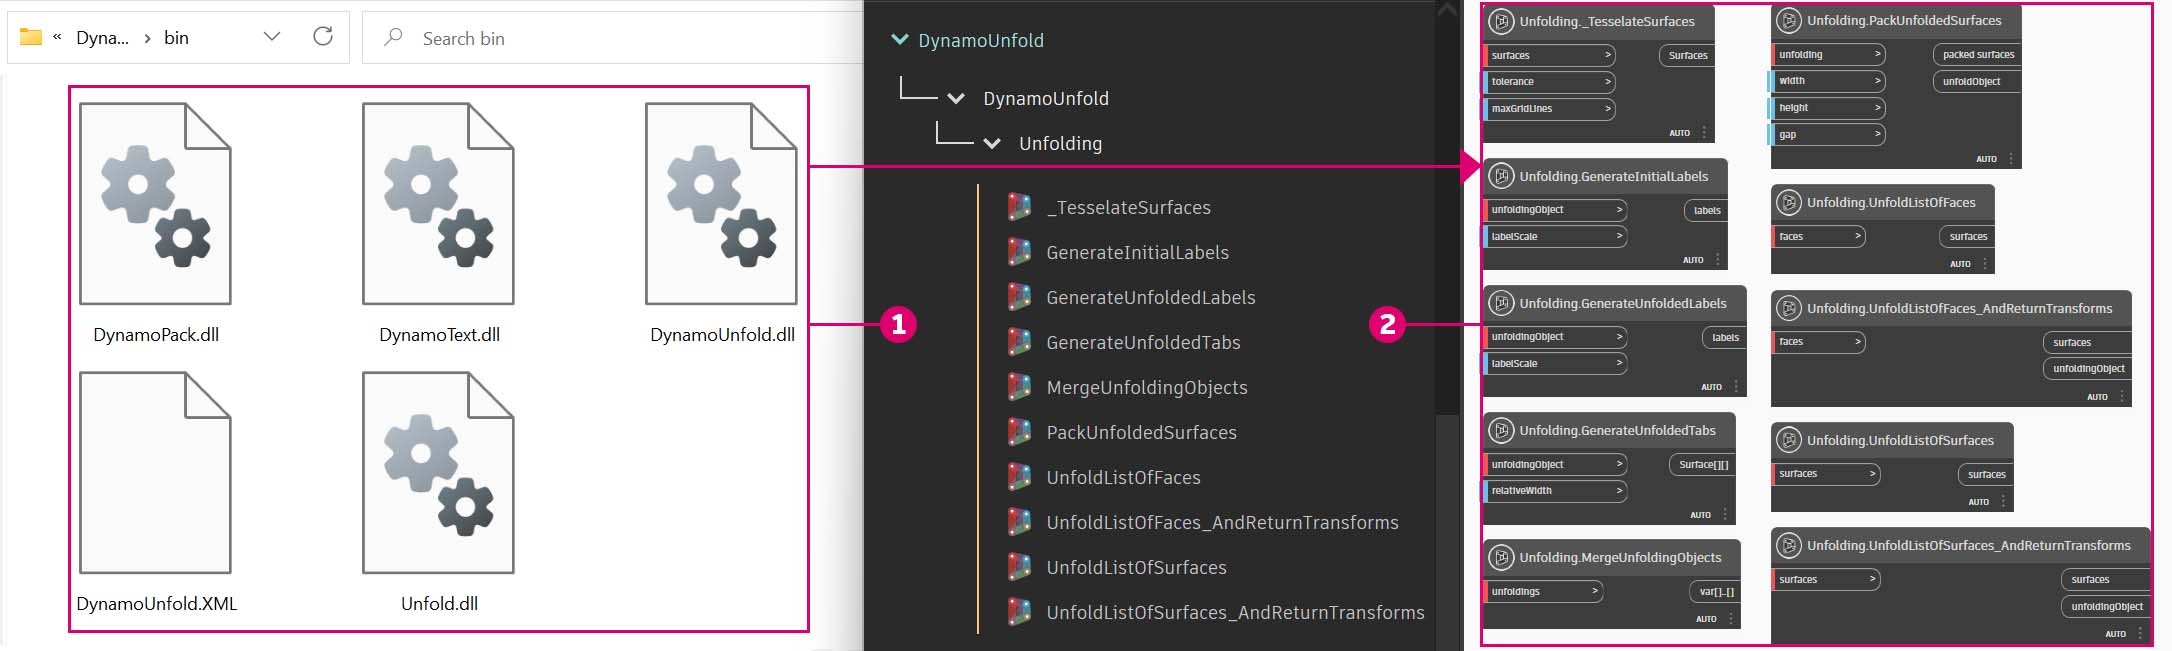 « Dyna... > bin
Search bin
DynamoPack.dll
DynamoText.dll
DynamoUnfold.dll
DynamoUnfold.XML
Unfold.dll
1
DynamoUnfold
DynamoUnfold
Unfolding
_TesselateSurfaces
GenerateInitialLabels
GenerateUnfoldedLabels
GenerateUnfoldedTabs
MergeUnfoldingObjects
PackUnfoldedSurfaces
UnfoldListOfFaces
UnfoldListOfFaces_AndReturnTransforms
UnfoldListOfSurfaces
UnfoldListOfSurfaces_AndReturnTransforms
2
Unfolding._TesselateSurfaces
surfaces > Surfaces
tolerance >
maxGridLines >
AUTO
Unfolding.GenerateInitialLabels
unfoldingObject > labels
labelScale >
AUTO
Unfolding.GenerateUnfoldedLabels
unfoldingObject > labels
labelScale >
AUTO
Unfolding.GenerateUnfoldedTabs
unfoldingObject > Surface[][]
relativeWidth >
AUTO
Unfolding.MergeUnfoldingObjects
unfoldings > var[]..[]
AUTO
Unfolding.PackUnfoldedSurfaces
unfolding > packed surfaces
width > unfoldObject
height >
gap >
AUTO
Unfolding.UnfoldListOfFaces
faces > surfaces
AUTO
Unfolding.UnfoldListOfFaces_AndReturnTransforms
faces > surfaces
unfoldingObject
AUTO
Unfolding.UnfoldListOfSurfaces
surfaces > surfaces
AUTO
Unfolding.UnfoldListOfSurfaces_AndReturnTransforms
surfaces > surfaces
unfoldingObject
AUTO